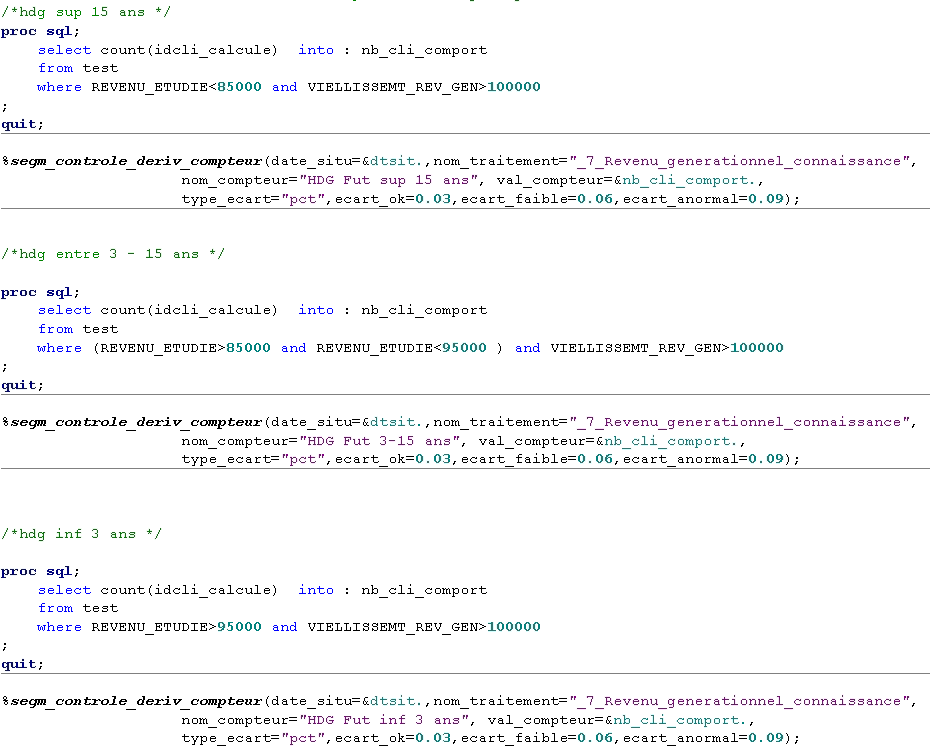 /*hdg sup 15 ans */
proc sql;
    select count(idcli_calcule)  into : nb_cli_comport
    from test
    where REVENU_ETUDIE<85000 and VIELLISSEMT_REV_GEN>100000
;
quit;
%segm_controle_deriv_compteur(date_situ=&dtsit.,nom_traitement="_7_Revenu_generationnel_connaissance",
                    nom_compteur="HDG Fut sup 15 ans", val_compteur=&nb_cli_comport.,
                    type_ecart="pct",ecart_ok=0.03,ecart_faible=0.06,ecart_anormal=0.09);
/*hdg entre 3 - 15 ans */
proc sql;
    select count(idcli_calcule)  into : nb_cli_comport
    from test
    where (REVENU_ETUDIE>85000 and REVENU_ETUDIE<95000 ) and VIELLISSEMT_REV_GEN>100000
;
quit;
%segm_controle_deriv_compteur(date_situ=&dtsit.,nom_traitement="_7_Revenu_generationnel_connaissance",
                    nom_compteur="HDG Fut 3-15 ans", val_compteur=&nb_cli_comport.,
                    type_ecart="pct",ecart_ok=0.03,ecart_faible=0.06,ecart_anormal=0.09);
/*hdg inf 3 ans */
proc sql;
    select count(idcli_calcule)  into : nb_cli_comport
    from test
    where REVENU_ETUDIE>95000 and VIELLISSEMT_REV_GEN>100000
;
quit;
%segm_controle_deriv_compteur(date_situ=&dtsit.,nom_traitement="_7_Revenu_generationnel_connaissance",
                    nom_compteur="HDG Fut inf 3 ans", val_compteur=&nb_cli_comport.,
                    type_ecart="pct",ecart_ok=0.03,ecart_faible=0.06,ecart_anormal=0.09);